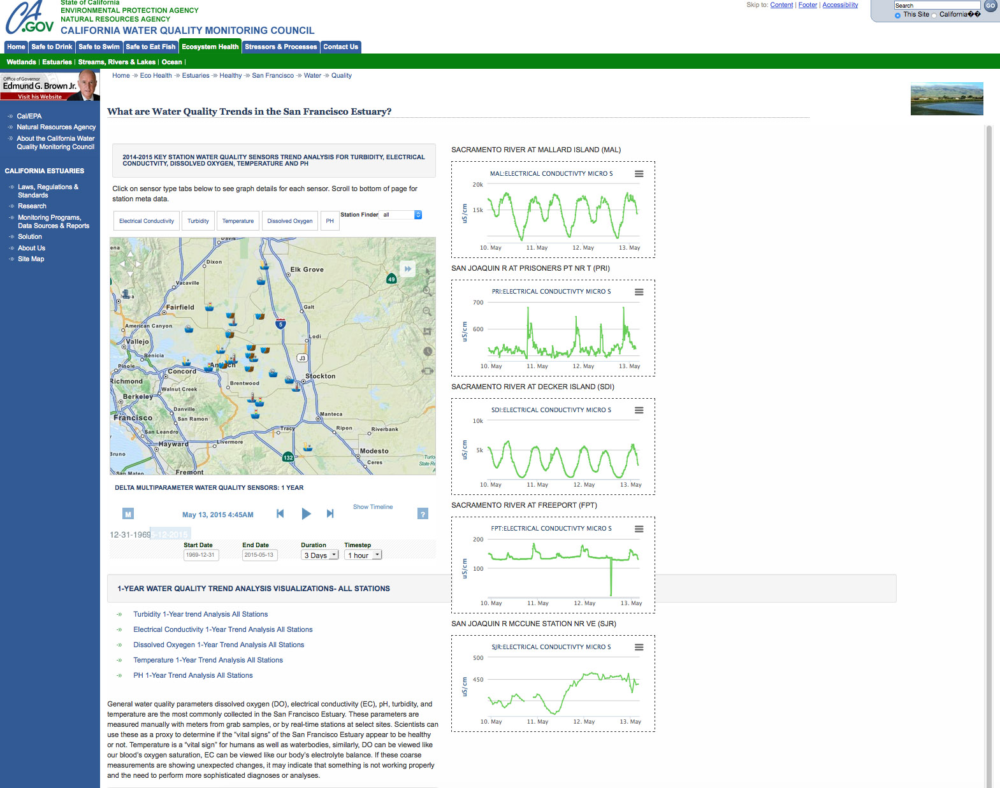 State of California
ENVIRONMENTAL PROTECTION AGENCY
NATURAL RESOURCES AGENCY
CALIFORNIA WATER QUALITY MONITORING COUNCIL
CA
.GOV
Skip to: Content | Footer | Accessibility
Search
GO
This Site California��
Home Safe to Drink Safe to Swim Safe to Eat Fish Ecosystem Health Stressors & Processes Contact Us
Wetlands | Estuaries | Streams, Rivers & Lakes | Ocean |
Office of Governor
Edmund G. Brown Jr.
Visit his Website
Cal/EPA
Natural Resources Agency
About the California Water
Quality Monitoring Council
CALIFORNIA ESTUARIES
Laws, Regulations &
Standards
Research
Monitoring Programs,
Data Sources & Reports
Solution
About Us
Site Map
Home » Eco Health » Estuaries » Healthy » San Francisco » Water » Quality
What are Water Quality Trends in the San Francisco Estuary?
2014-2015 KEY STATION WATER QUALITY SENSORS TREND ANALYSIS FOR TURBIDITY, ELECTRICAL
CONDUCTVITY, DISSOLVED OXYGEN, TEMPERATURE AND PH
Click on sensor type tabs below to see graph details for each sensor. Scroll to bottom of page for
station meta data.
Electrical Conductivity Turbidity Temperature Dissolved Oxygen PH
Station Finder all
Davis
ena
Dixon
Elk Grove
49
Vacaville
Napa
Fairfield
Galt
5
American Canyon
Lodi
Vallejo
Benicia
J3
Pinole
Concord
Antioch
Stockton
Richmond
Brentwood
Walnut Creek
Berkeley
Danville
Manteca
Francisco
San Ramon
San Leandro
Tracy
Ripon
Riverbank
Livermore
Hayward
Bruno
132
Modesto
Turlo
State Re
Ceres
San Mateo
Fremont
DELTA MULTIPARAMETER WATER QUALITY SENSORS: 1 YEAR
M
May 13, 2015 4:45AM
Show Timeline
?
12-31-1969
5-12-2015
Start Date End Date Duration Timestep
1969-12-31 2015-05-13 3 Days 1 hour
1-YEAR WATER QUALITY TREND ANALYSIS VISUALIZATIONS- ALL STATIONS
Turbidity 1-Year trend Analysis All Stations
Electrical Conductivity 1-Year Trend Analysis All Stations
Dissolved Oxyegen 1-Year Trend Analysis All Stations
Temperature 1-Year Trend Analysis All Stations
PH 1-Year Trend Analysis All Stations
General water quality parameters dissolved oxygen (DO), electrical conductivity (EC), pH, turbidity, and
temperature are the most commonly collected in the San Francisco Estuary. These parameters are
measured manually with meters from grab samples, or by real-time stations at select sites. Scientists can
use these as a proxy to determine if the “vital signs” of the San Francisco Estuary appear to be healthy
or not. Temperature is a “vital sign” for humans as well as waterbodies, similarly, DO can be viewed like
our blood’s oxygen saturation, EC can be viewed like our body’s electrolyte balance. If these coarse
measurements are showing unexpected changes, it may indicate that something is not working properly
and the need to perform more sophisticated diagnoses or analyses.
SACRAMENTO RIVER AT MALLARD ISLAND (MAL)
MAL:ELECTRICAL CONDUCTIVTY MICRO S
20k
15k
uS/cm
10. May 11. May 12. May 13. May
SAN JOAQUIN R AT PRISONERS PT NR T (PRI)
PRI:ELECTRICAL CONDUCTIVTY MICRO S
700
600
uS/cm
10. May 11. May 12. May 13. May
SACRAMENTO RIVER AT DECKER ISLAND (SDI)
SDI:ELECTRICAL CONDUCTIVTY MICRO S
10k
5k
uS/cm
10. May 11. May 12. May 13. May
SACRAMENTO RIVER AT FREEPORT (FPT)
FPT:ELECTRICAL CONDUCTIVTY MICRO S
200
100
uS/cm
10. May 11. May 12. May 13. May
SAN JOAQUIN R MCCUNE STATION NR VE (SJR)
SJR:ELECTRICAL CONDUCTIVTY MICRO S
500
450
uS/cm
10. May 11. May 12. May 13. May